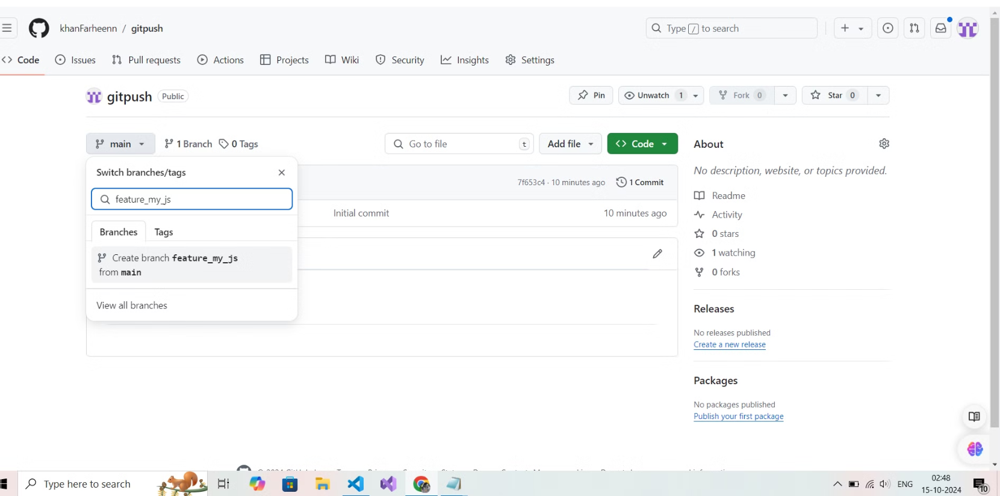 khanFarheenn / gitpush
Type / to search
Code
Issues
Pull requests
Actions
Projects
Wiki
Security
Insights
Settings
gitpush Public
Pin
Unwatch 1
Fork 0
Star 0
main
1 Branch
0 Tags
Go to file t
Add file
Code
About
Switch branches/tags
No description, website, or topics provided.
7f653c4 · 10 minutes ago
1 Commit
feature_my_js
Readme
Initial commit
10 minutes ago
Activity
Branches
Tags
0 stars
Create branch feature_my_js
from main
1 watching
0 forks
View all branches
Releases
No releases published
Create a new release
Packages
No packages published
Publish your first package
Type here to search
ENG
02:48
15-10-2024
10